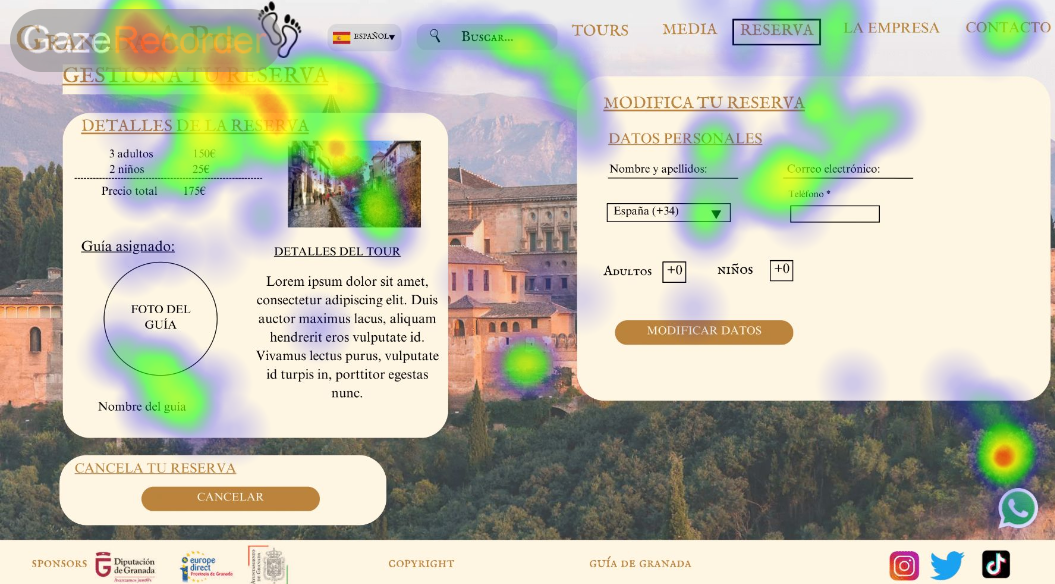 GazeRecorder
ESPAÑOL▾
BUSCAR...
TOURS
MEDIA
RESERVA
LA EMPRESA
CONTACTO
GESTIONA TU RESERVA
DETALLES DE LA RESERVA
3 adultos 150€
2 niños 25€
Precio total 175€
Guía asignado:
FOTO DEL
GUÍA
Nombre del guía
DETALLES DEL TOUR
Lorem ipsum dolor sit amet,
consectetur adipiscing elit. Duis
auctor maximus lacus, aliquam
hendrerit eros vulputate id.
Vivamus lectus purus, vulputate
id turpis in, porttitor egestas
nunc.
CANCELA TU RESERVA
CANCELAR
MODIFICA TU RESERVA
DATOS PERSONALES
Nombre y apellidos:
Correo electrónico:
España (+34)
Teléfono *
ADULTOS +0
NIÑOS +0
MODIFICAR DATOS
SPONSORS
Diputación
de Granada
europe
direct
COPYRIGHT
GUÍA DE GRANADA